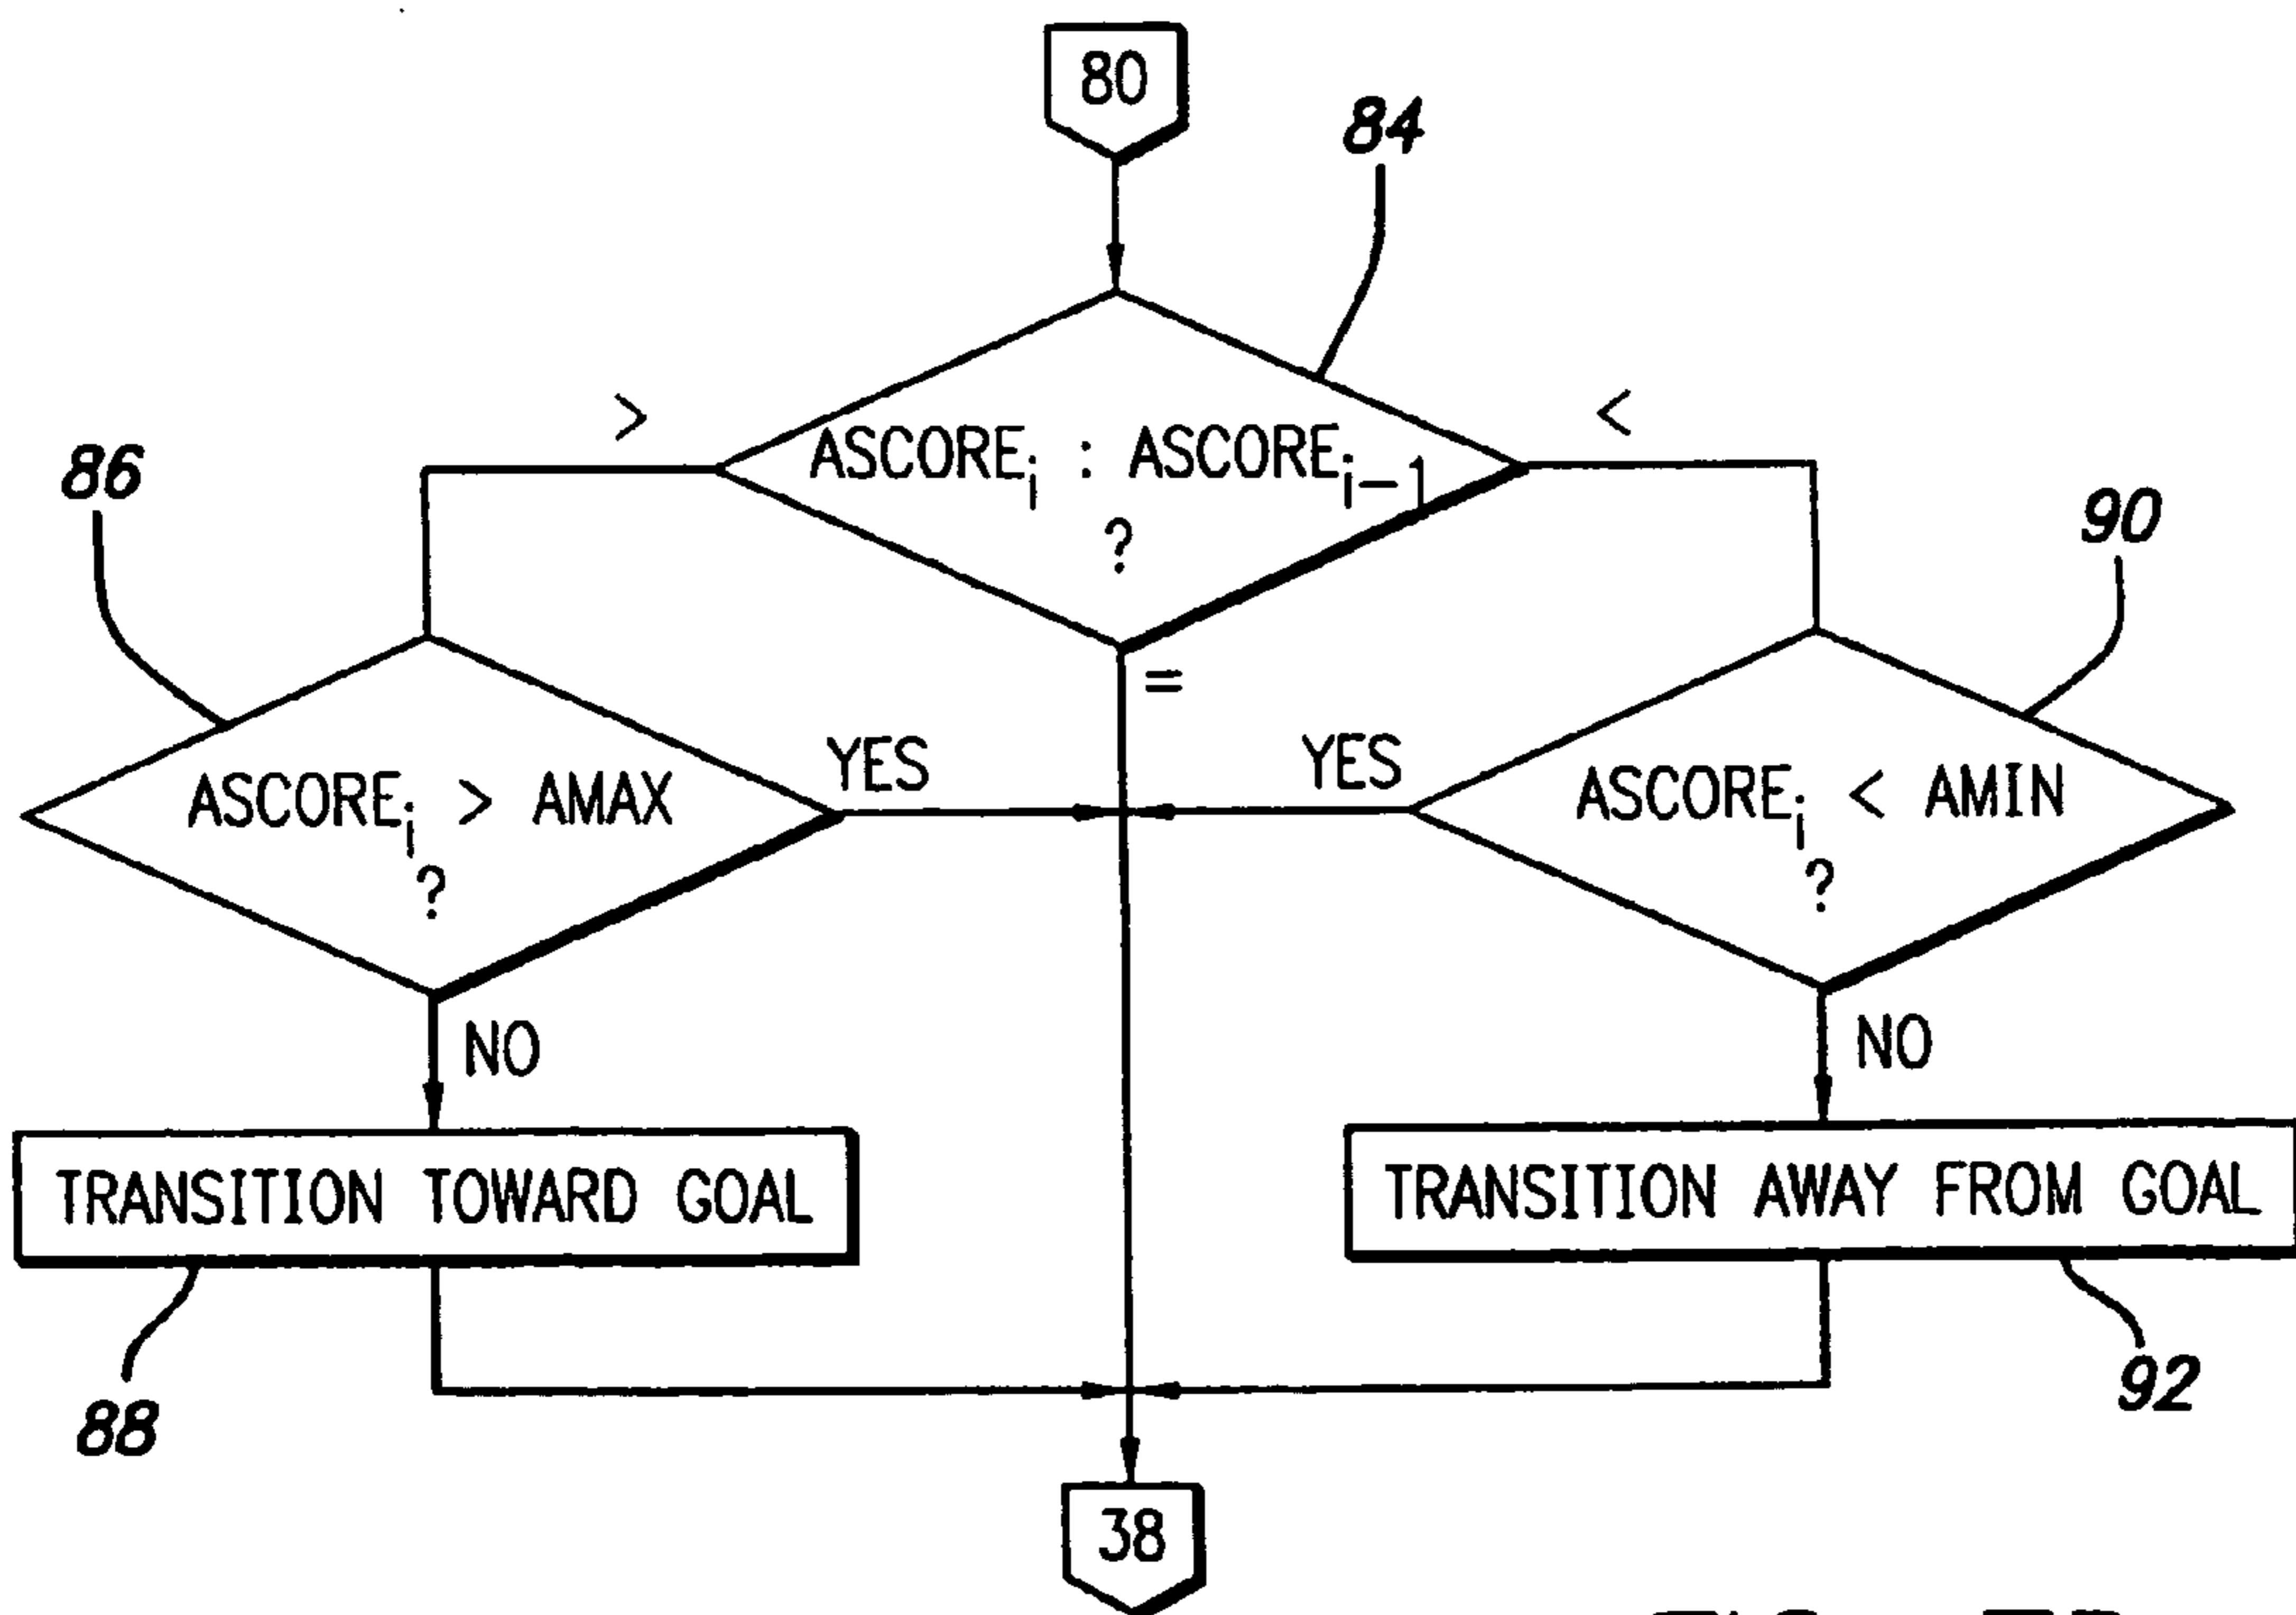 80
84
> <
ASCOREi : ASCOREi−1
?
86
90
=
YES YES
ASCOREi > AMAX
?
ASCOREi < AMIN
?
NO NO
TRANSITION TOWARD GOAL
TRANSITION AWAY FROM GOAL
88
92
38